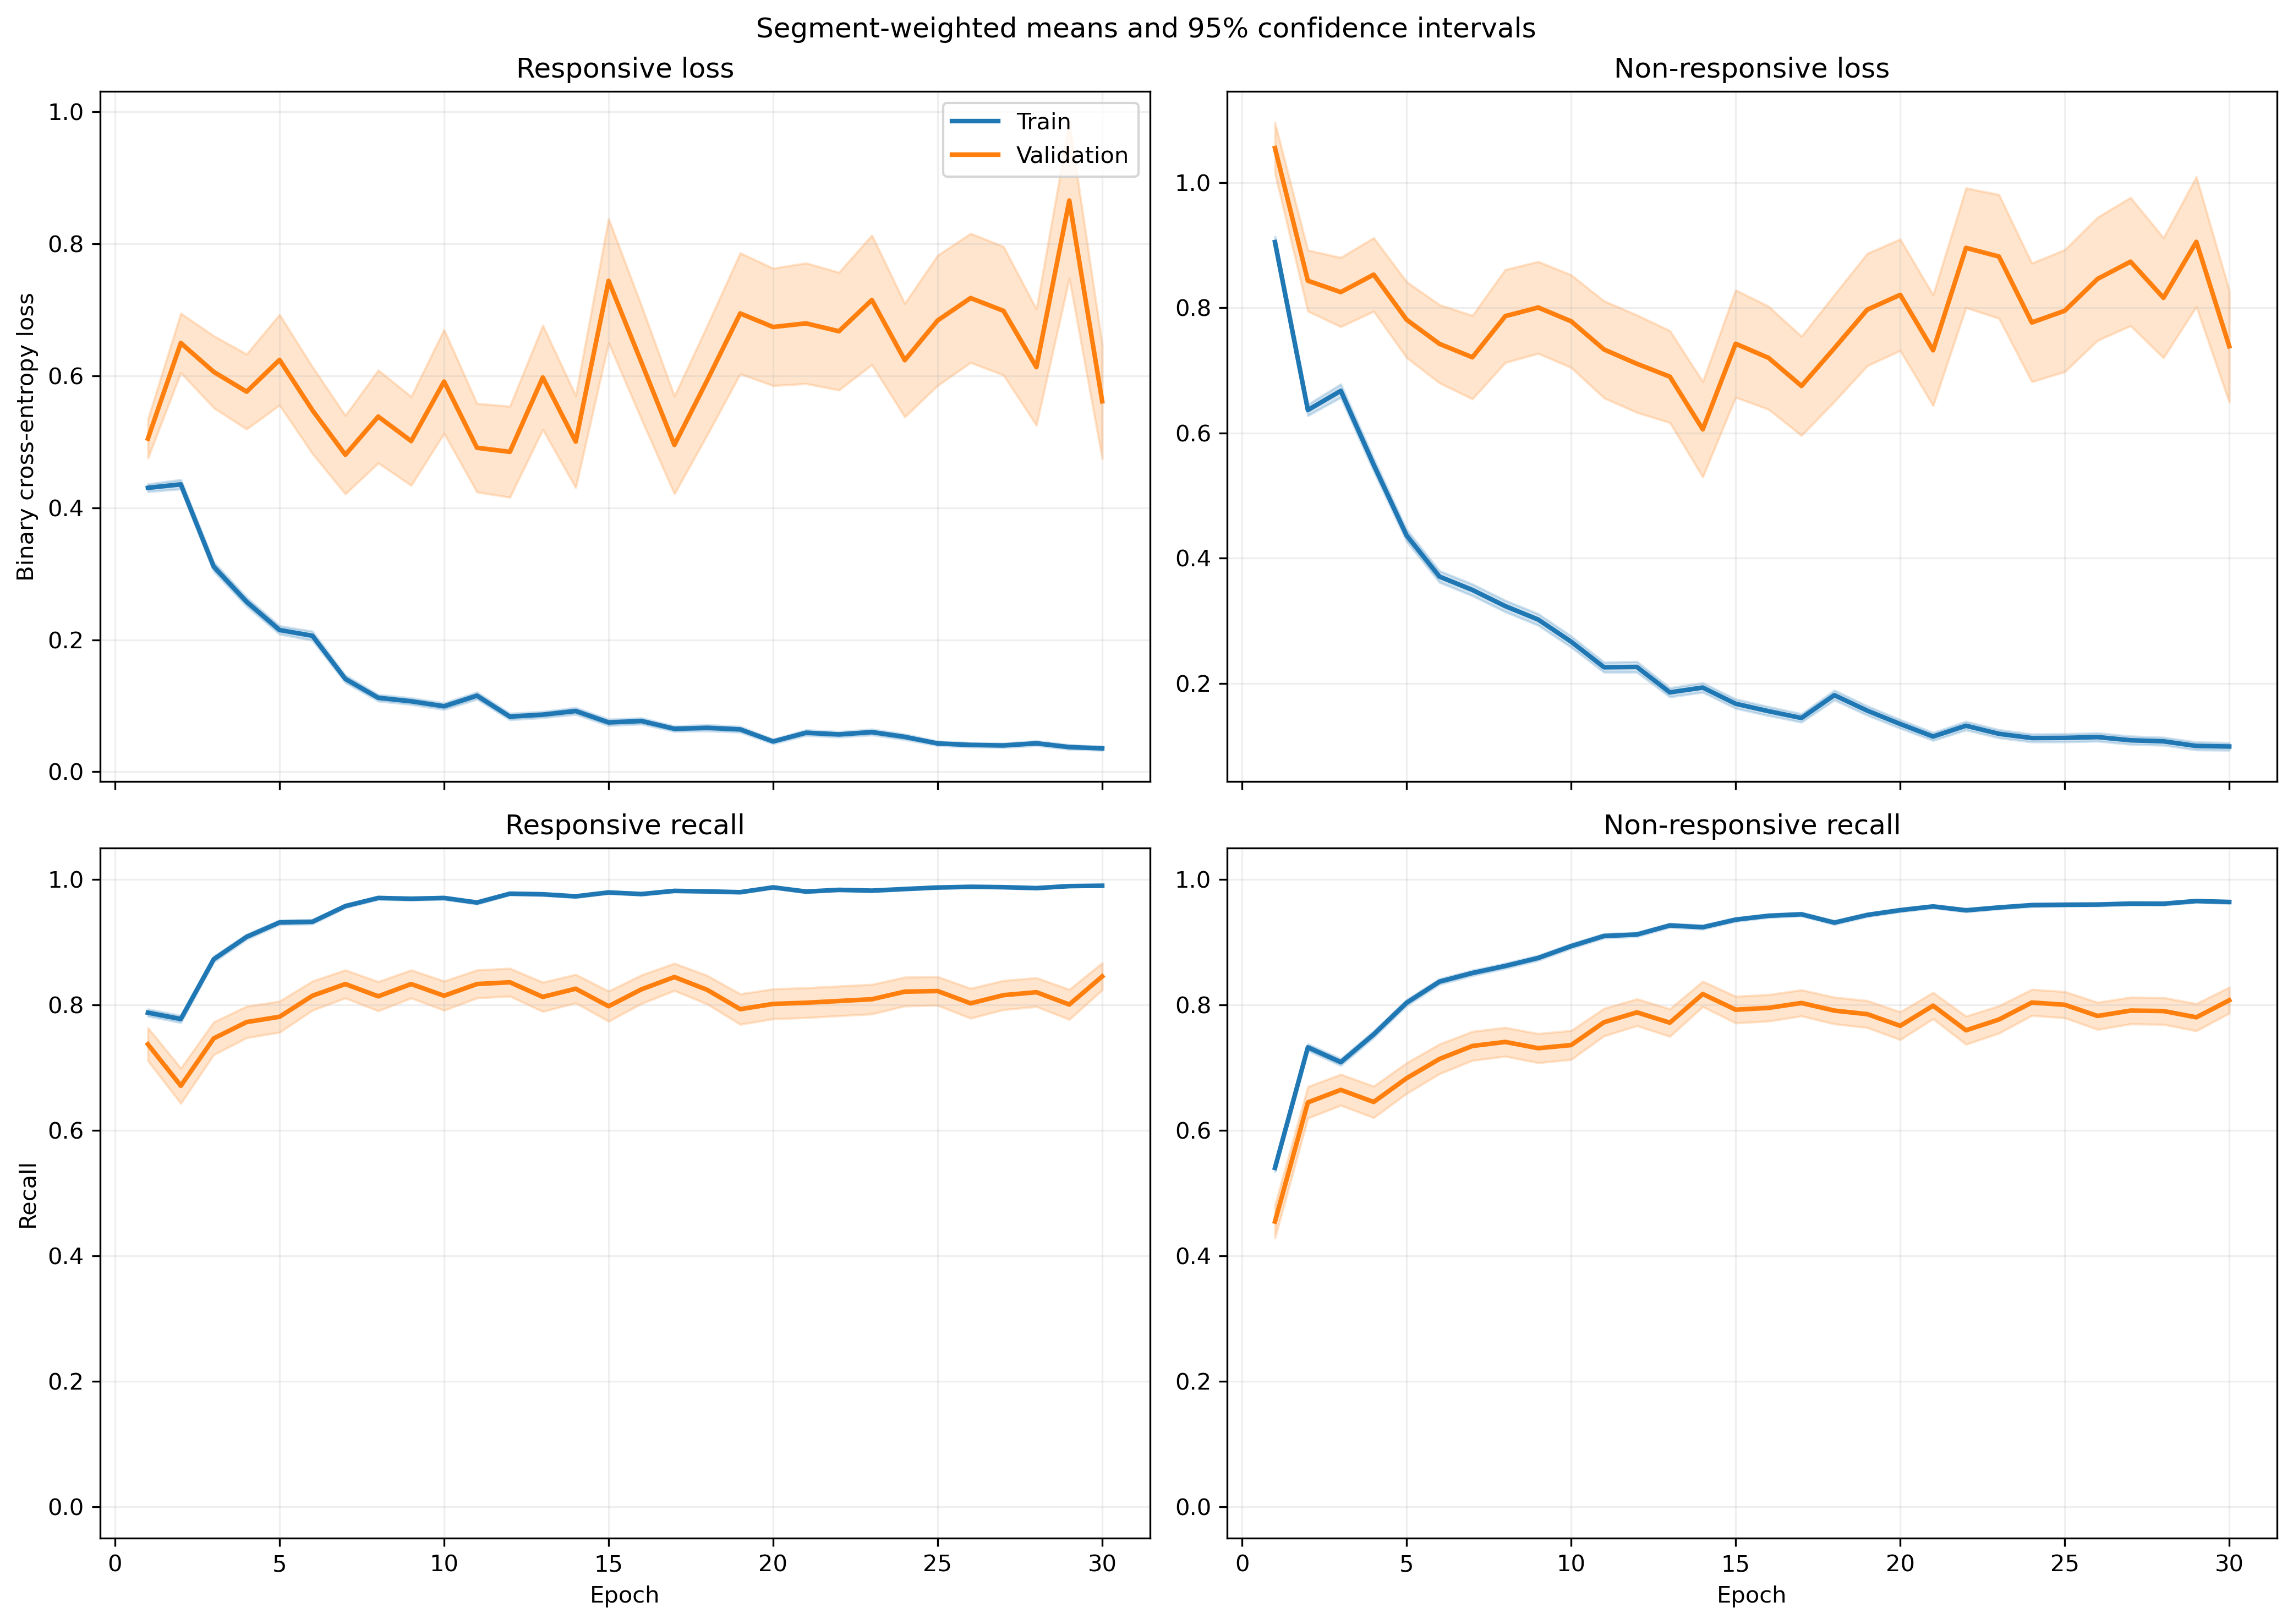 Segment-weighted means and 95% confidence intervals
Responsive loss
Non-responsive loss
Binary cross-entropy loss
1.0
0.8
0.6
0.4
0.2
0.0
Train
Validation
1.0
0.8
0.6
0.4
0.2
Responsive recall
Non-responsive recall
Recall
1.0
0.8
0.6
0.4
0.2
0.0
0 5 10 15 20 25 30
Epoch
1.0
0.8
0.6
0.4
0.2
0.0
0 5 10 15 20 25 30
Epoch